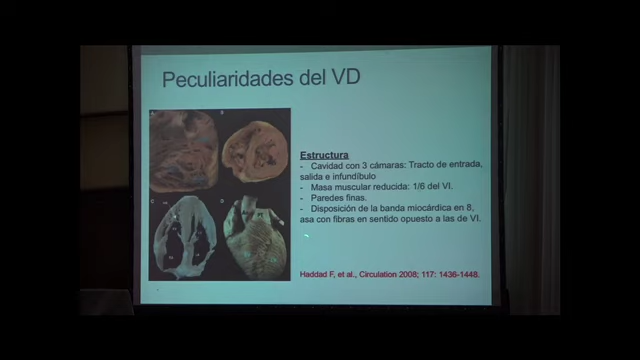 Peculiaridades del VD
A
B
C
D
Estructura
- Cavidad con 3 cámaras: Tracto de entrada,
salida e infundíbulo
- Masa muscular reducida: 1/6 del VI.
- Paredes finas.
- Disposición de la banda miocárdica en 8,
asa con fibras en sentido opuesto a las de VI.
Haddad F, et al., Circulation 2008; 117: 1436-1448.